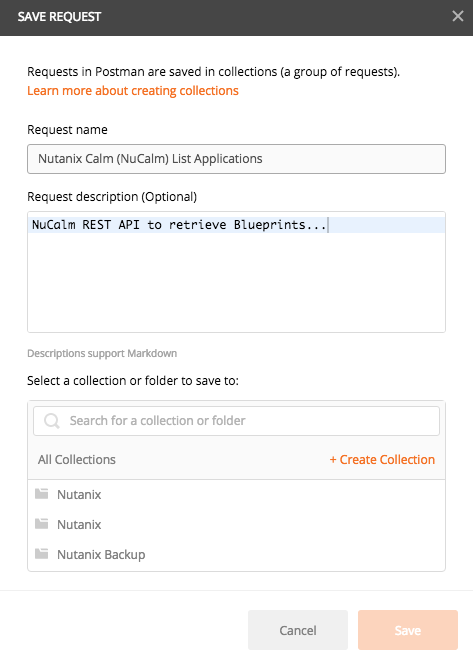 SAVE REQUEST
Requests in Postman are saved in collections (a group of requests).
Learn more about creating collections
Request name
Nutanix Calm (NuCalm) List Applications
Request description (Optional)
NuCalm REST API to retrieve Blueprints...
Descriptions support Markdown
Select a collection or folder to save to:
Search for a collection or folder
All Collections + Create Collection
Nutanix
Nutanix
Nutanix Backup
Cancel Save